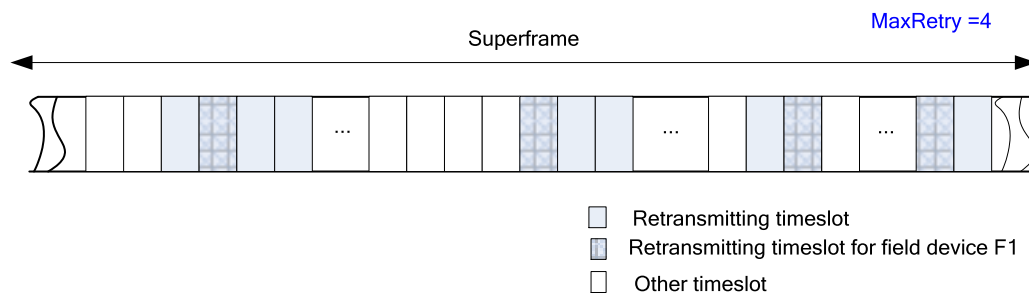 MaxRetry =4
Superframe
... ... ...
Retransmitting timeslot
Retransmitting timeslot for field device F1
Other timeslot